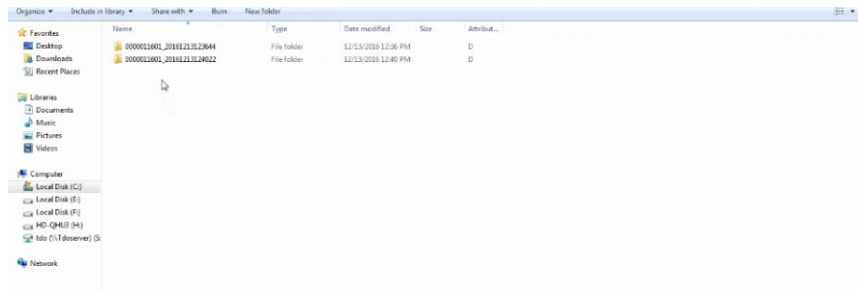 Organize Include in library Share with Burn New folder
Name Type Date modified Size Attribut...
0000011601_20161213123644 File folder 12/13/2016 12:36 PM D
0000011601_20161213124022 File folder 12/13/2016 12:40 PM D
Favorites
Desktop
Downloads
Recent Places
Libraries
Documents
Music
Pictures
Videos
Computer
Local Disk (C:)
Local Disk (E:)
Local Disk (F:)
HD-QHU3 (H:)
tdo (\\Tdoserver) (S:
Network